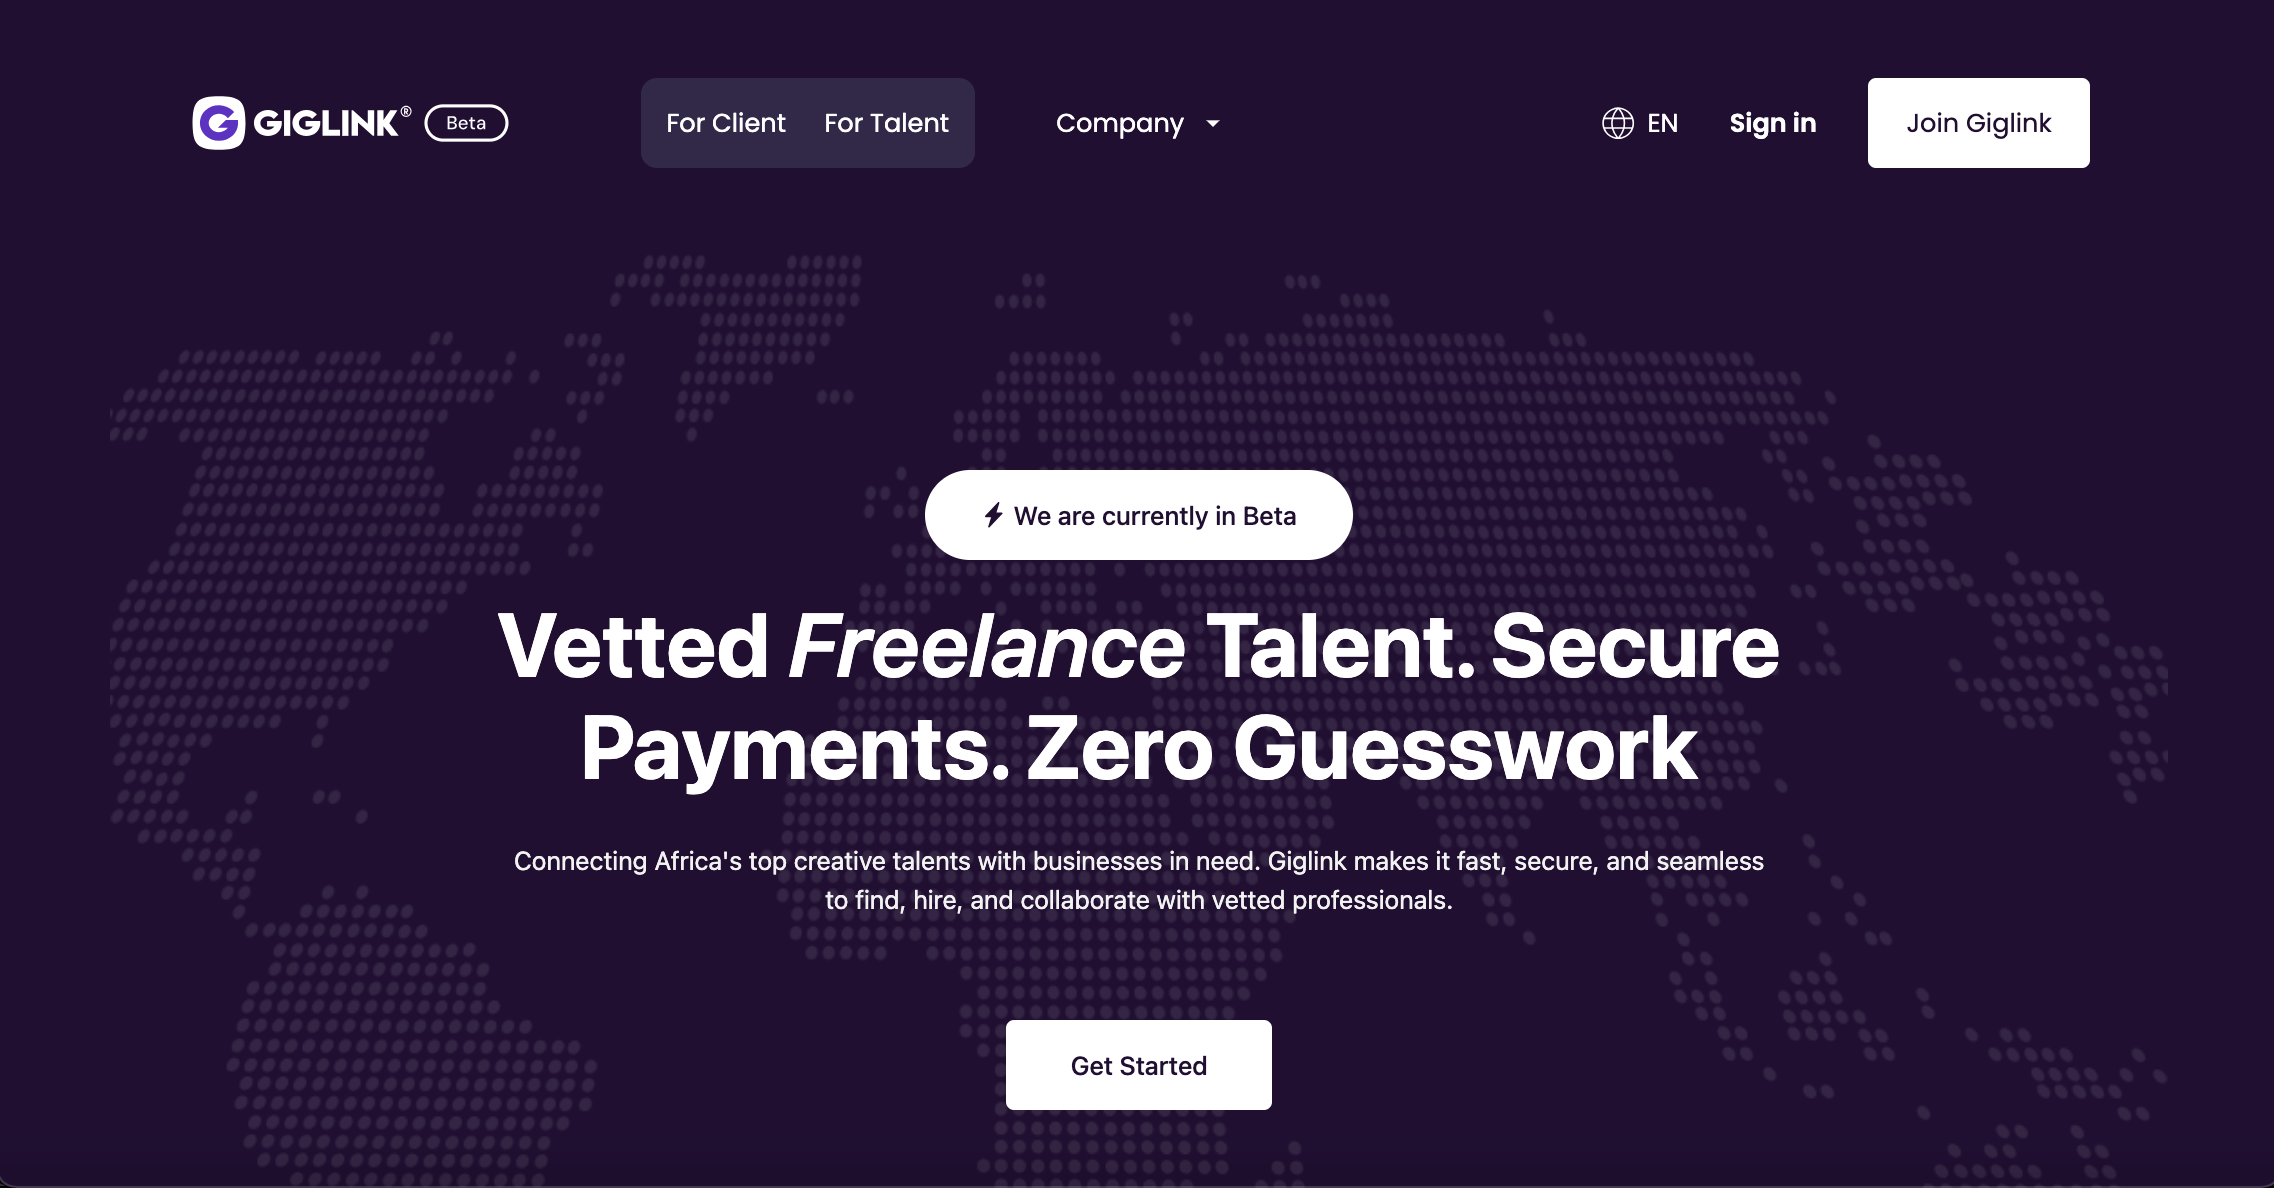 GIGLINK® Beta
For Client For Talent
Company
EN
Sign in
Join Giglink
We are currently in Beta
Vetted Freelance Talent. Secure
Payments. Zero Guesswork
Connecting Africa's top creative talents with businesses in need. Giglink makes it fast, secure, and seamless
to find, hire, and collaborate with vetted professionals.
Get Started